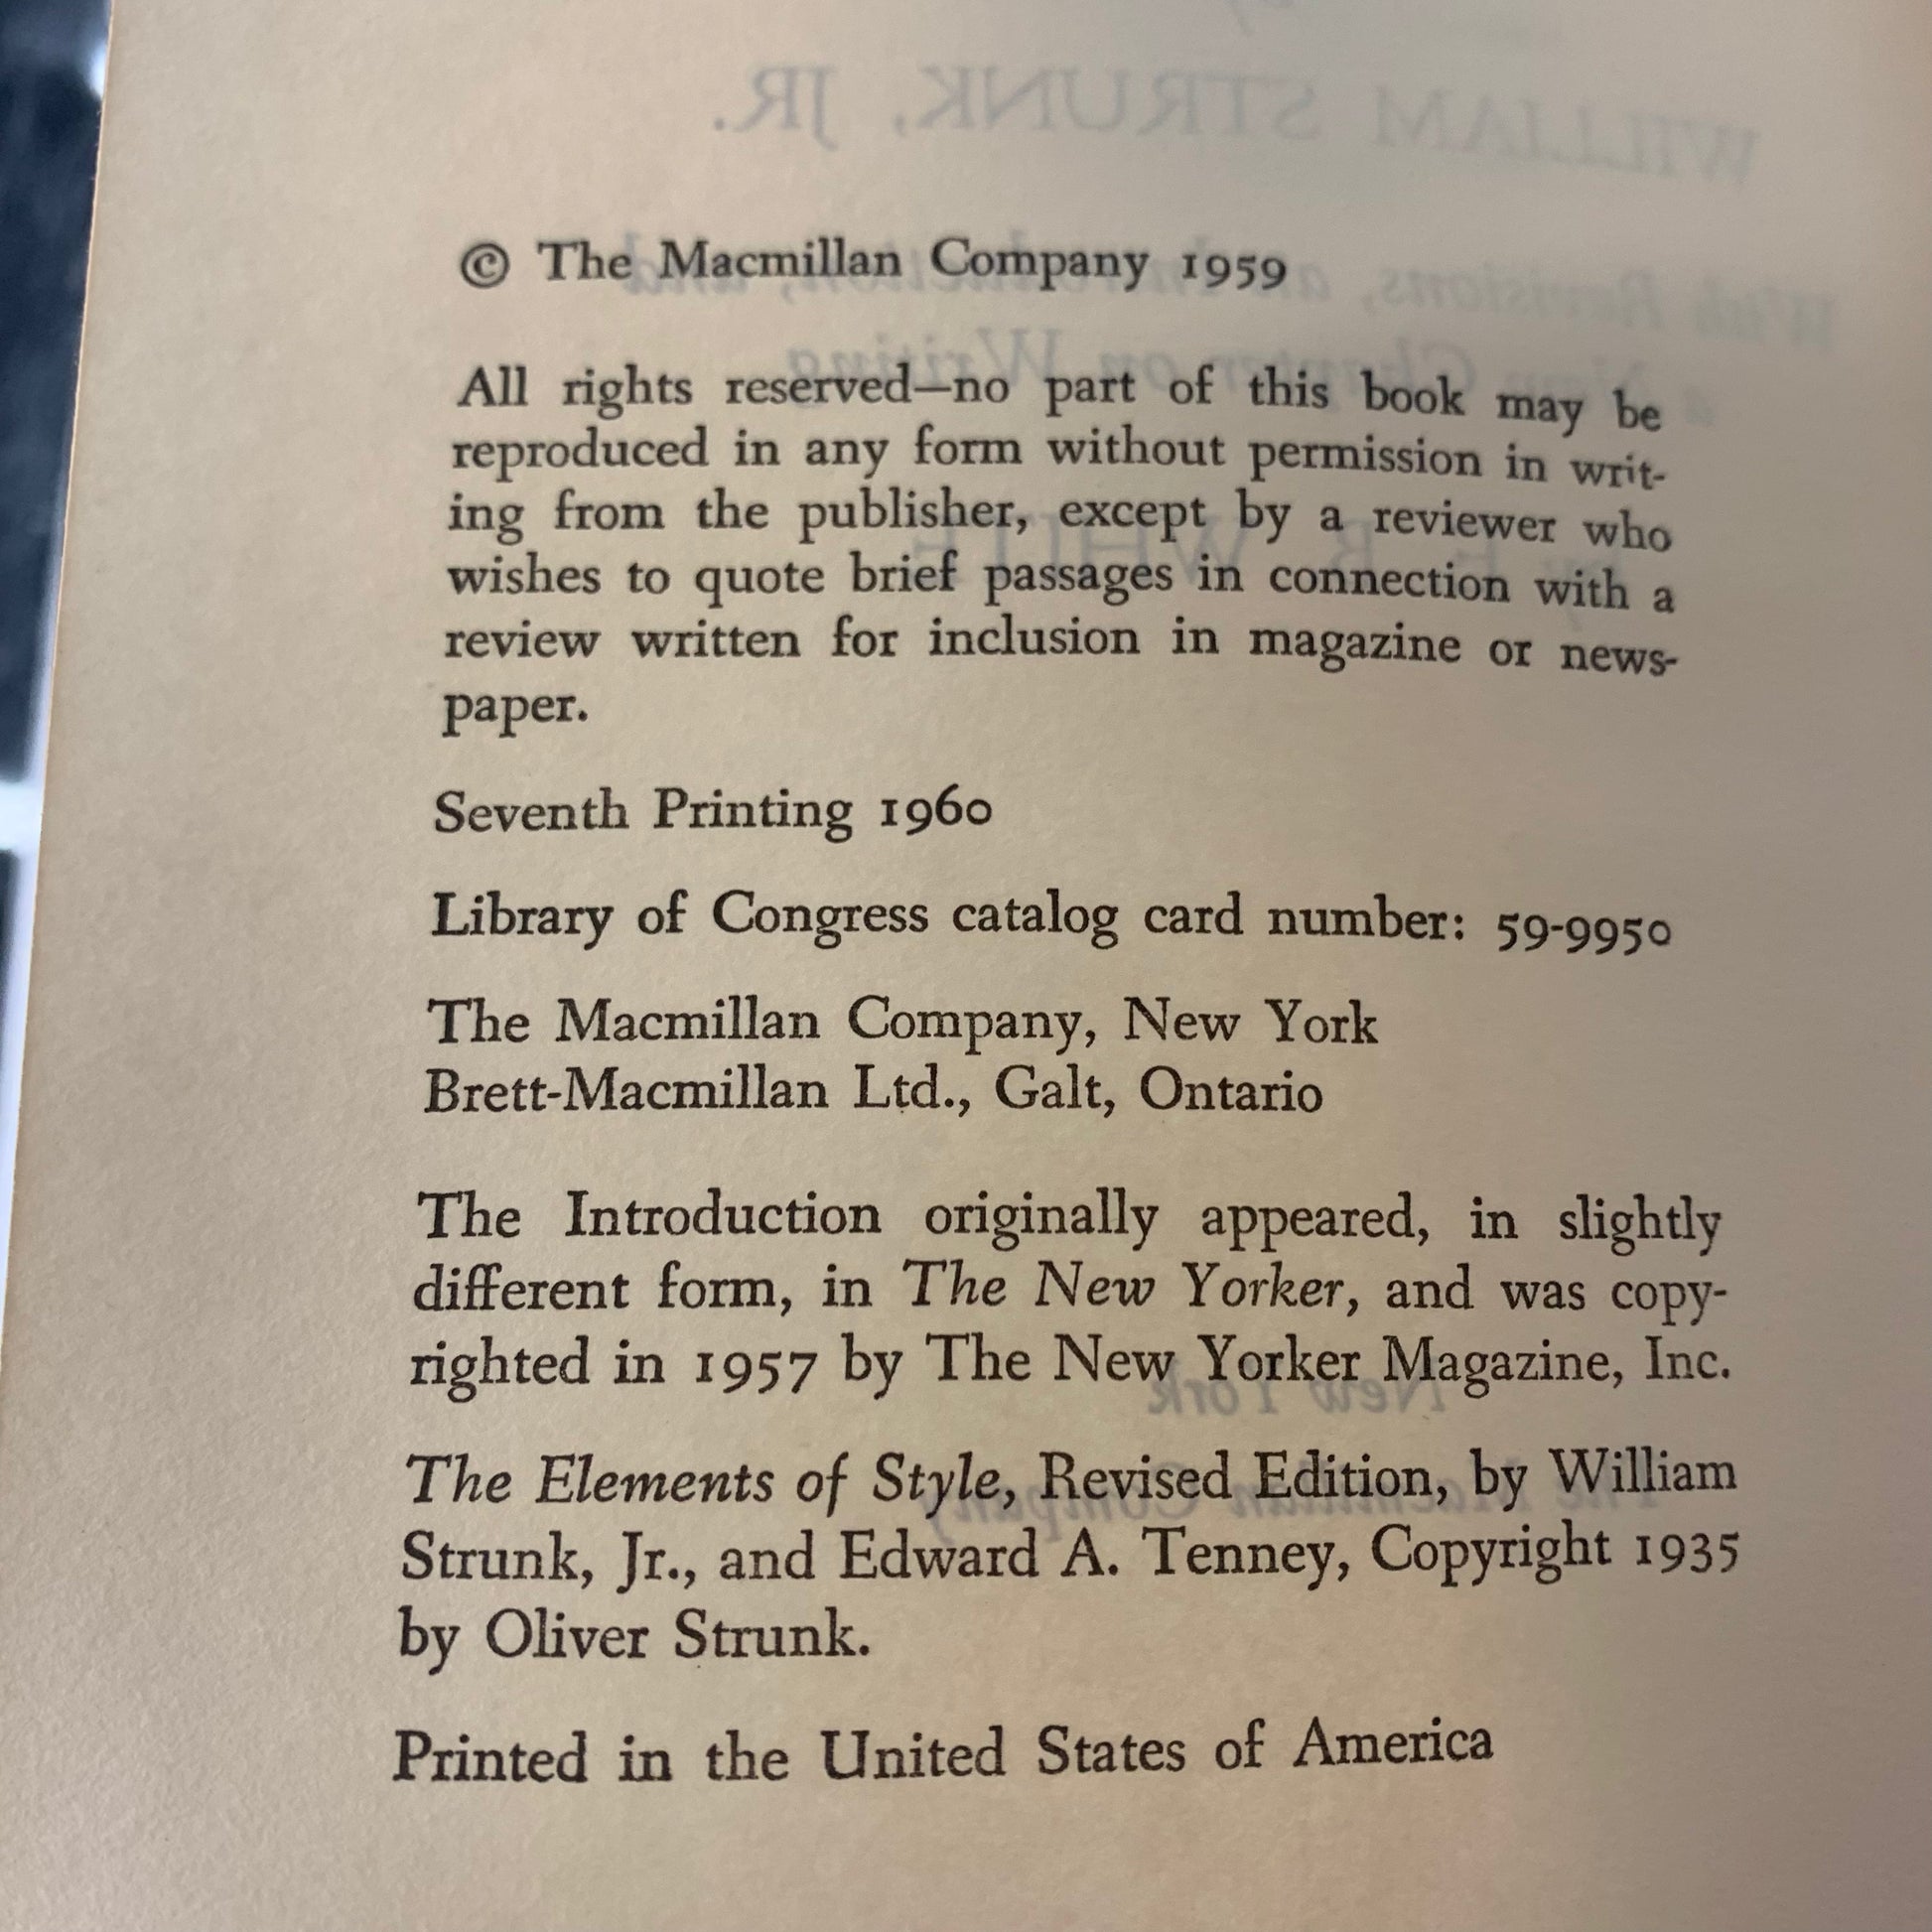 WILLIAM STRUNK, JR.
© The Macmillan Company 1959
All rights reserved—no part of this book may be
reproduced in any form without permission in writ-
ing from the publisher, except by a reviewer who
wishes to quote brief passages in connection with a
review written for inclusion in magazine or news-
paper.
Seventh Printing 1960
Library of Congress catalog card number: 59-9950
The Macmillan Company, New York
Brett-Macmillan Ltd., Galt, Ontario
The Introduction originally appeared, in slightly
different form, in The New Yorker, and was copy-
righted in 1957 by The New Yorker Magazine, Inc.
New York
The Elements of Style, Revised Edition, by William
Strunk, Jr., and Edward A. Tenney, Copyright 1935
by Oliver Strunk.
Printed in the United States of America